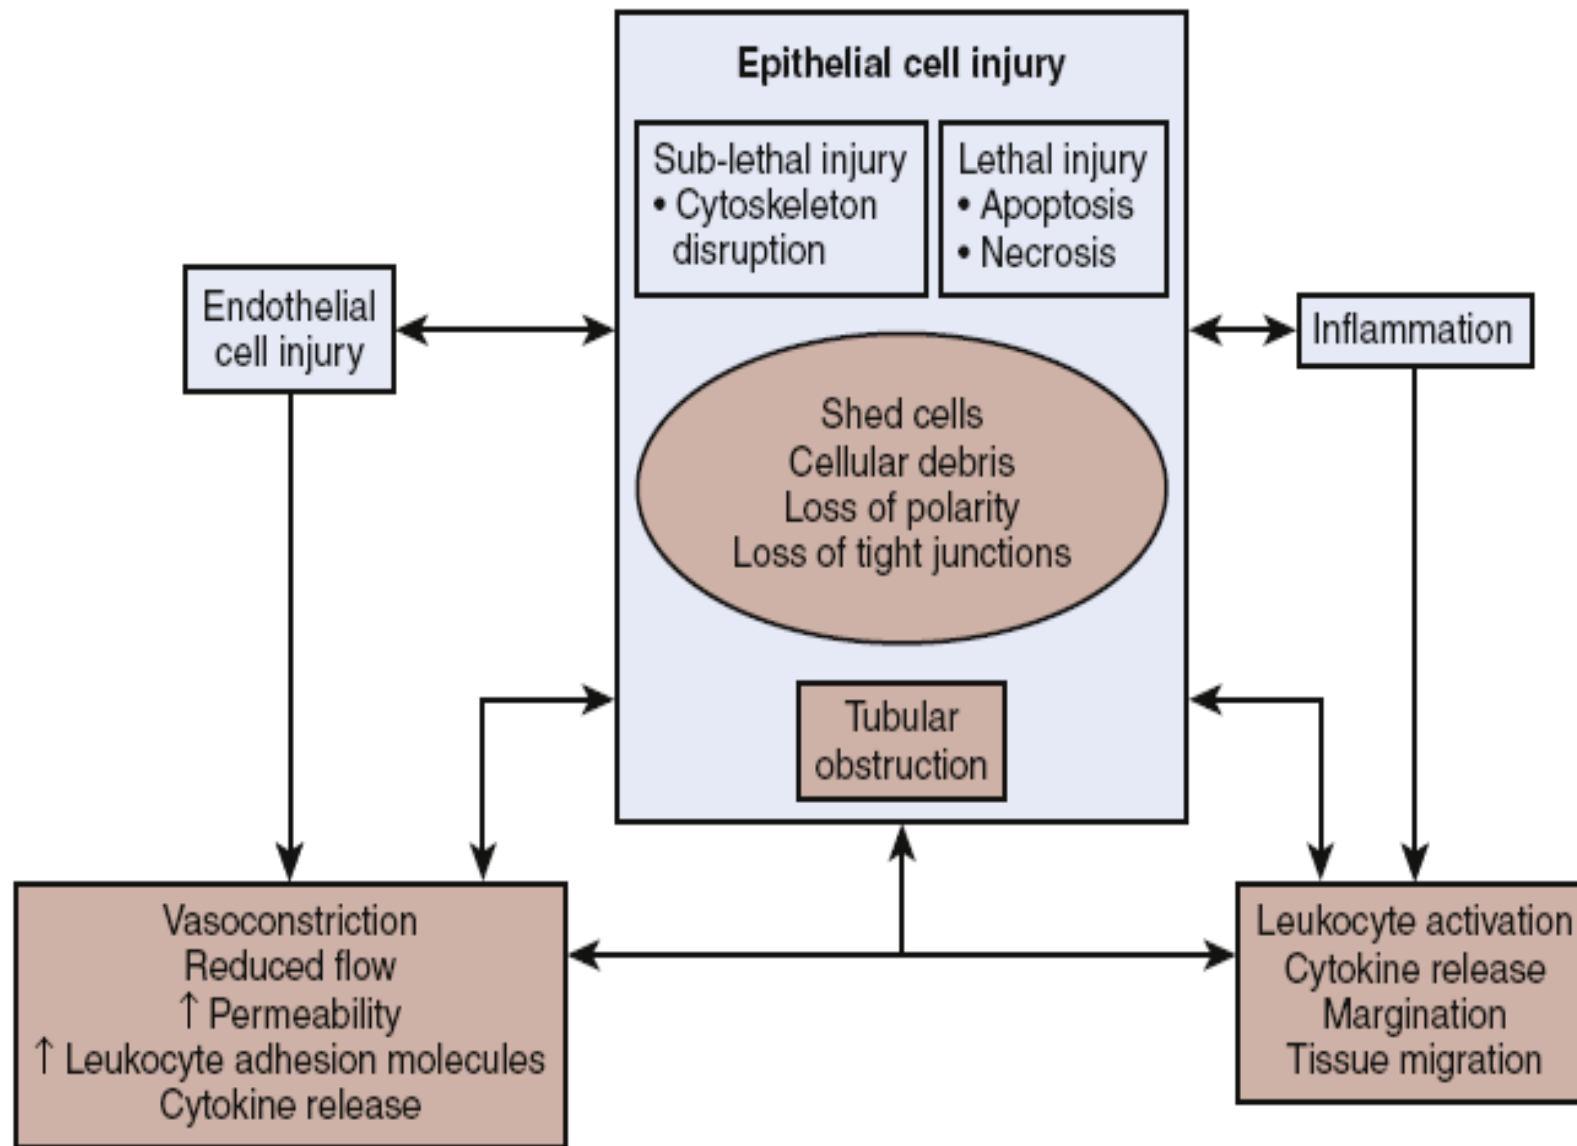 Epithelial cell injury
Sub-lethal injury
• Cytoskeleton
disruption
Lethal injury
• Apoptosis
• Necrosis
Endothelial
cell injury
Inflammation
Shed cells
Cellular debris
Loss of polarity
Loss of tight junctions
Tubular
obstruction
Vasoconstriction
Reduced flow
↑ Permeability
↑ Leukocyte adhesion molecules
Cytokine release
Leukocyte activation
Cytokine release
Margination
Tissue migration